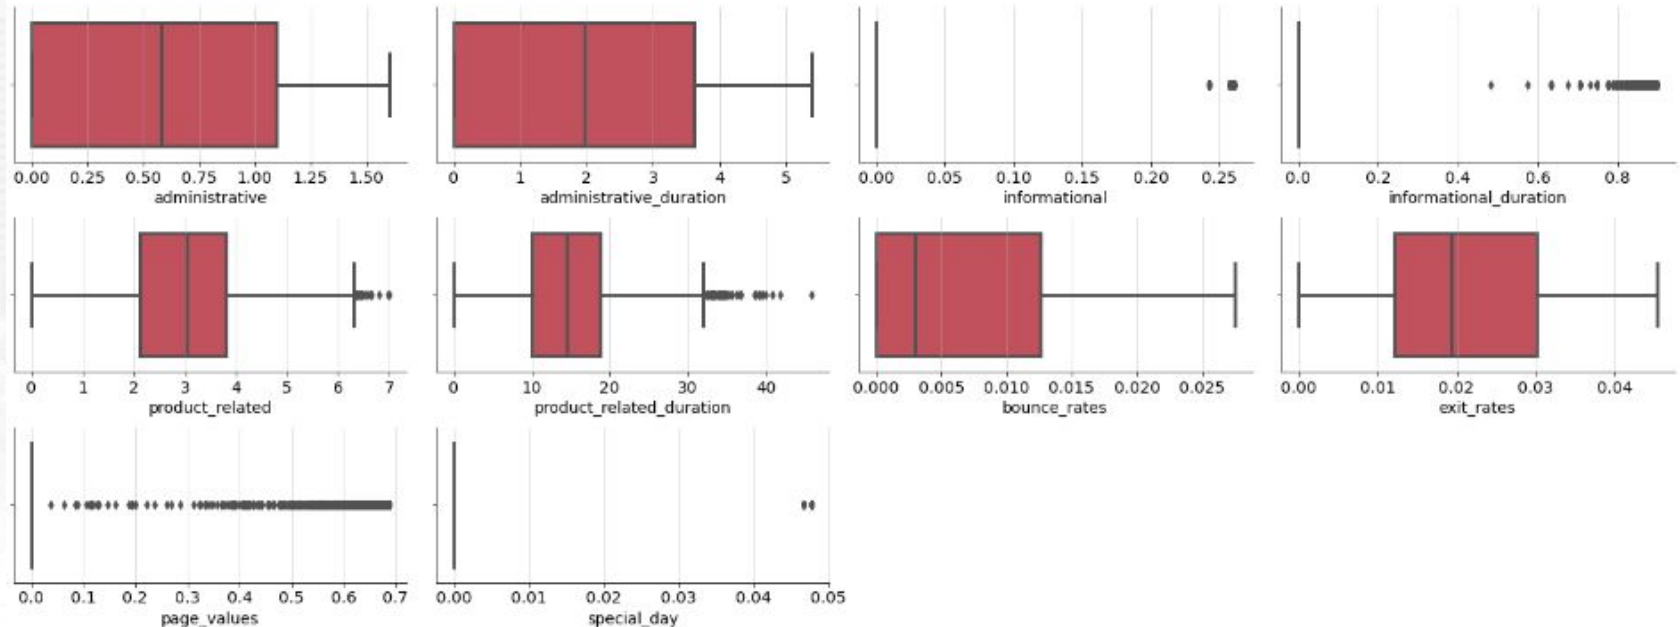 0.00 0.25 0.50 0.75 1.00 1.25 1.50
administrative
0 1 2 3 4 5
administrative_duration
0.00 0.05 0.10 0.15 0.20 0.25
informational
0.0 0.2 0.4 0.6 0.8
informational_duration
0 1 2 3 4 5 6 7
product_related
0 10 20 30 40
product_related_duration
0.000 0.005 0.010 0.015 0.020 0.025
bounce_rates
0.00 0.01 0.02 0.03 0.04
exit_rates
0.0 0.1 0.2 0.3 0.4 0.5 0.6 0.7
page_values
0.00 0.01 0.02 0.03 0.04 0.05
special_day